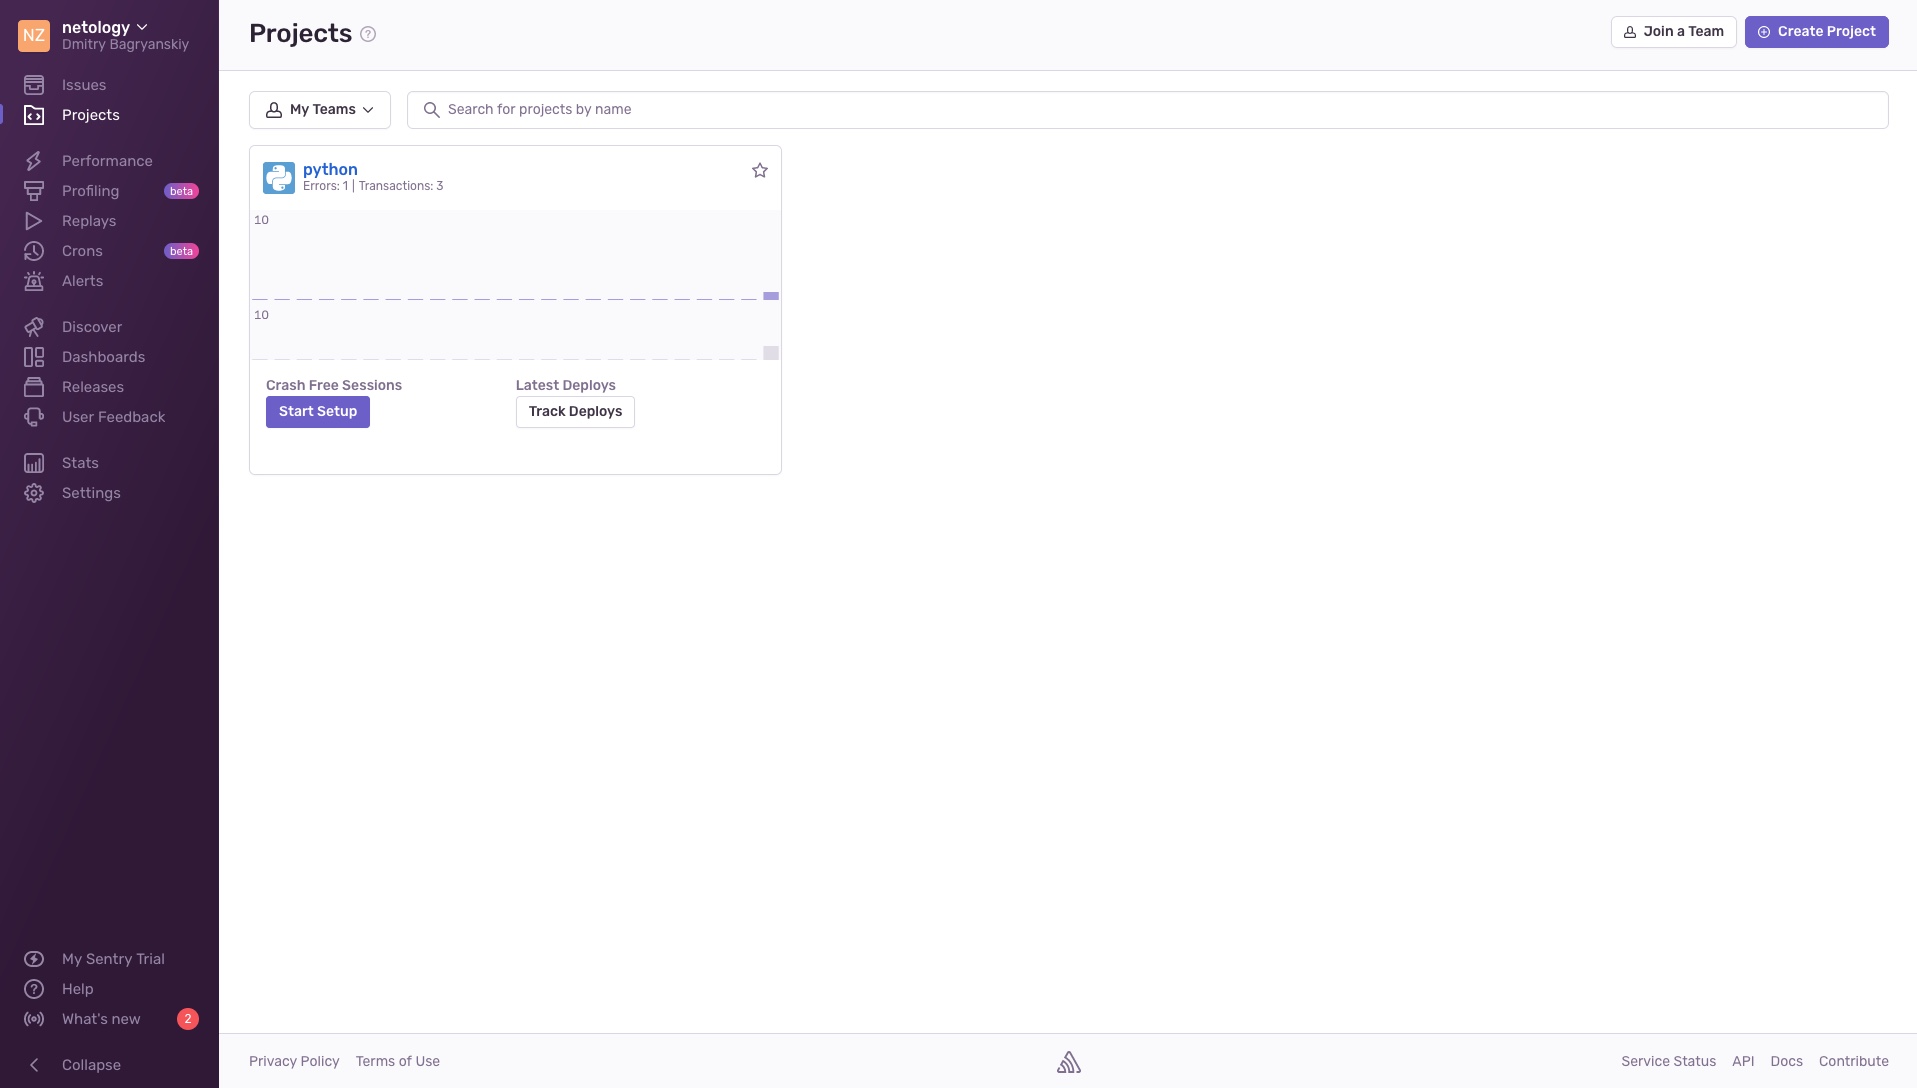 NZ
netology
Dmitry Bagryanskiy
Issues
Projects
Performance
Profiling beta
Replays
Crons beta
Alerts
Discover
Dashboards
Releases
User Feedback
Stats
Settings
My Sentry Trial
? Help
What's new 2
Collapse
Projects ?
Join a Team
Create Project
My Teams
Search for projects by name
python
Errors: 1 | Transactions: 3
10
10
Crash Free Sessions
Start Setup
Latest Deploys
Track Deploys
Privacy Policy Terms of Use
Service Status API Docs Contribute